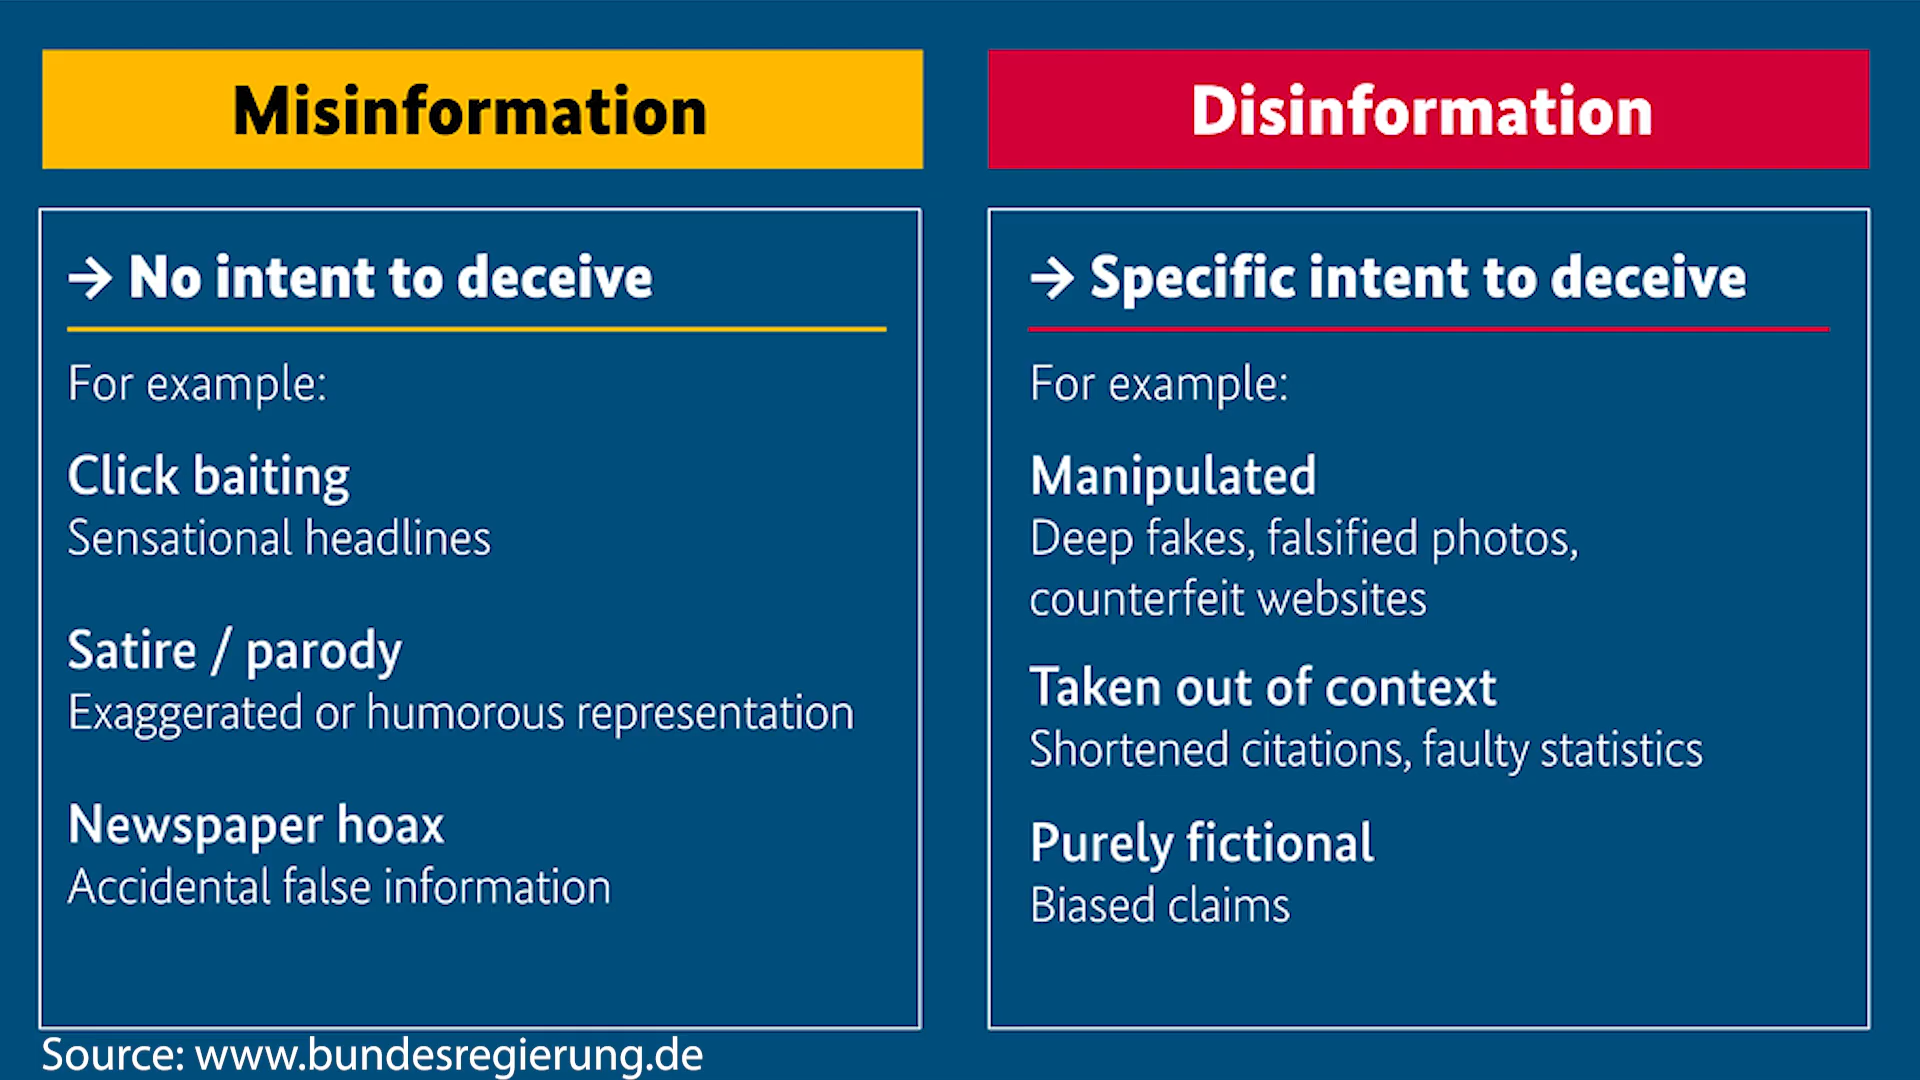 Misinformation
→ No intent to deceive
For example:
Click baiting
Sensational headlines
Satire / parody
Exaggerated or humorous representation
Newspaper hoax
Accidental false information
Disinformation
→ Specific intent to deceive
For example:
Manipulated
Deep fakes, falsified photos,
counterfeit websites
Taken out of context
Shortened citations, faulty statistics
Purely fictional
Biased claims
Source: www.bundesregierung.de